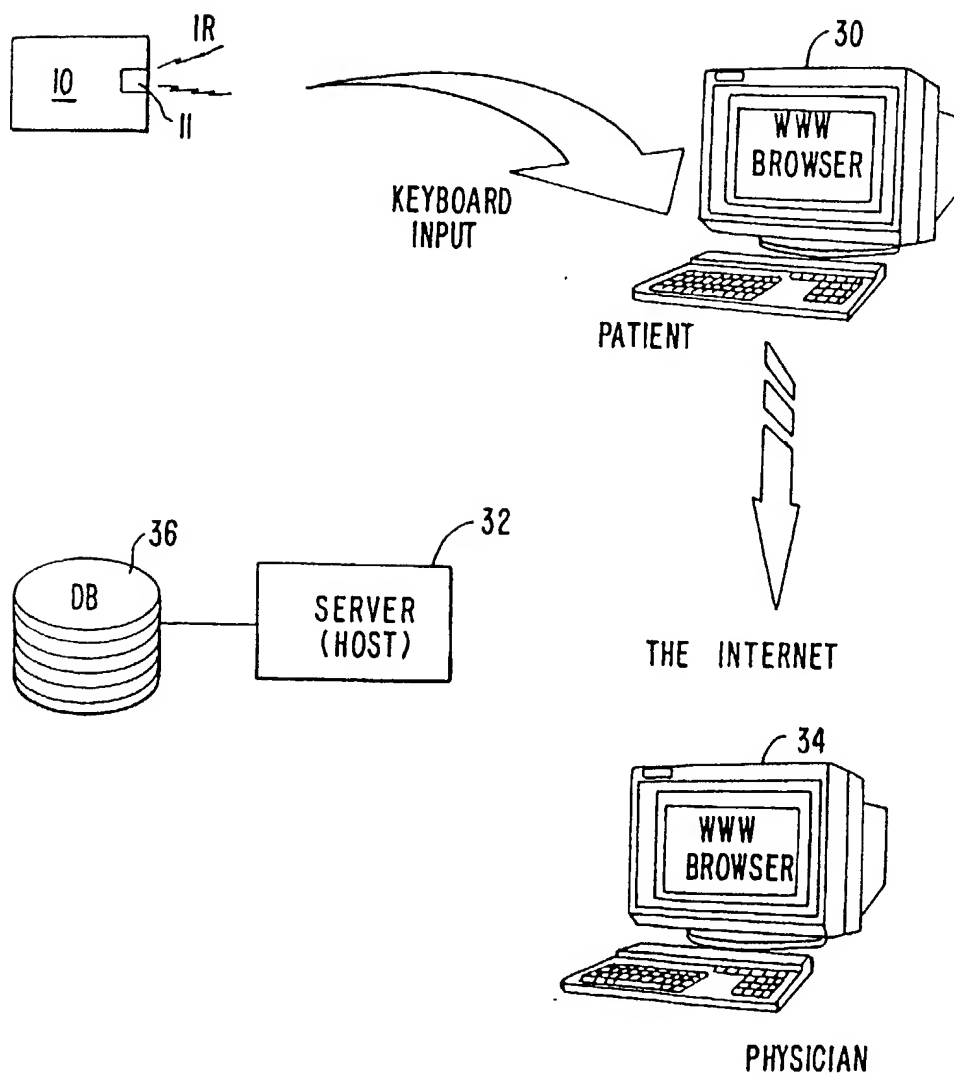 IR
10
11
30
WWW
BROWSER
KEYBOARD
INPUT
PATIENT
36
DB
32
SERVER
(HOST)
THE INTERNET
34
WWW
BROWSER
PHYSICIAN